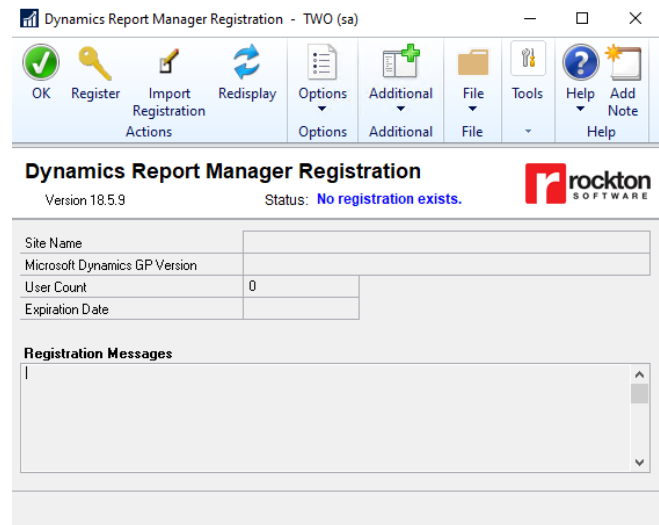 Dynamics Report Manager Registration - TWO (sa)
OK Register Import Registration Redisplay Options Additional File Tools Help Add Note
Actions Options Additional File Help
Dynamics Report Manager Registration
rockton
SOFTWARE
Version 18.5.9 Status: No registration exists.
Site Name
Microsoft Dynamics GP Version
User Count 0
Expiration Date
Registration Messages